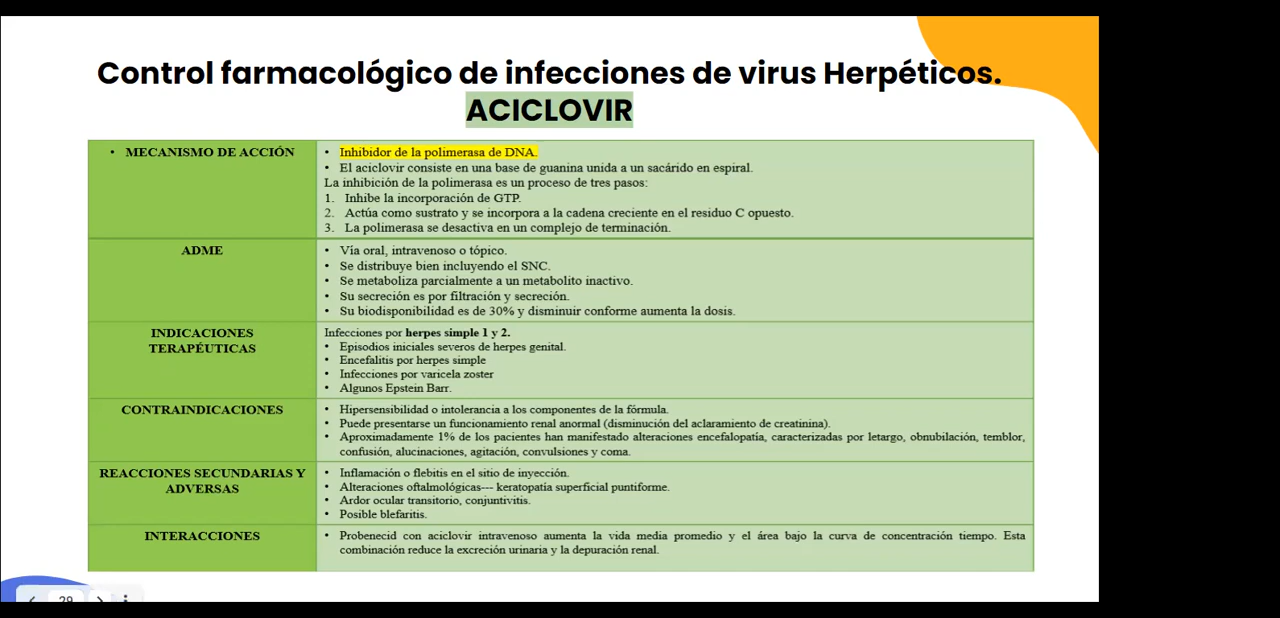 Control farmacológico de infecciones de virus Herpéticos.
ACICLOVIR
• MECANISMO DE ACCIÓN
• Inhibidor de la polimerasa de DNA.
• El aciclovir consiste en una base de guanina unida a un sacárido en espiral.
La inhibición de la polimerasa es un proceso de tres pasos:
1. Inhibe la incorporación de GTP.
2. Actúa como sustrato y se incorpora a la cadena creciente en el residuo C opuesto.
3. La polimerasa se desactiva en un complejo de terminación.
ADME
• Vía oral, intravenoso o tópico.
• Se distribuye bien incluyendo el SNC.
• Se metaboliza parcialmente a un metabolito inactivo.
• Su secreción es por filtración y secreción.
• Su biodisponibilidad es de 30% y disminuir conforme aumenta la dosis.
INDICACIONES
TERAPÉUTICAS
Infecciones por herpes simple 1 y 2.
• Episodios iniciales severos de herpes genital.
• Encefalitis por herpes simple
• Infecciones por varicela zoster
• Algunos Epstein Barr.
CONTRAINDICACIONES
• Hipersensibilidad o intolerancia a los componentes de la fórmula.
• Puede presentarse un funcionamiento renal anormal (disminución del aclaramiento de creatinina).
• Aproximadamente 1% de los pacientes han manifestado alteraciones encefalopatía, caracterizadas por letargo, obnubilación, temblor,
confusión, alucinaciones, agitación, convulsiones y coma.
REACCIONES SECUNDARIAS Y
ADVERSAS
• Inflamación o flebitis en el sitio de inyección.
• Alteraciones oftalmológicas--- keratopatía superficial puntiforme.
• Ardor ocular transitorio, conjuntivitis.
• Posible blefaritis.
INTERACCIONES
• Probenecid con aciclovir intravenoso aumenta la vida media promedio y el área bajo la curva de concentración tiempo. Esta
combinación reduce la excreción urinaria y la depuración renal.
29